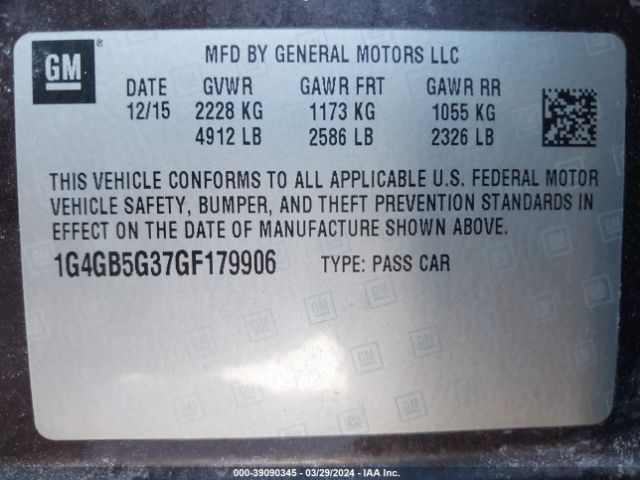 GM ®
MFD BY GENERAL MOTORS LLC
DATE GVWR GAWR FRT GAWR RR
12/15 2228 KG 1173 KG 1055 KG
4912 LB 2586 LB 2326 LB
THIS VEHICLE CONFORMS TO ALL APPLICABLE U.S. FEDERAL MOTOR
VEHICLE SAFETY, BUMPER, AND THEFT PREVENTION STANDARDS IN
EFFECT ON THE DATE OF MANUFACTURE SHOWN ABOVE.
1G4GB5G37GF179906 TYPE: PASS CAR
000-39090345 - 03/29/2024 - IAA Inc.